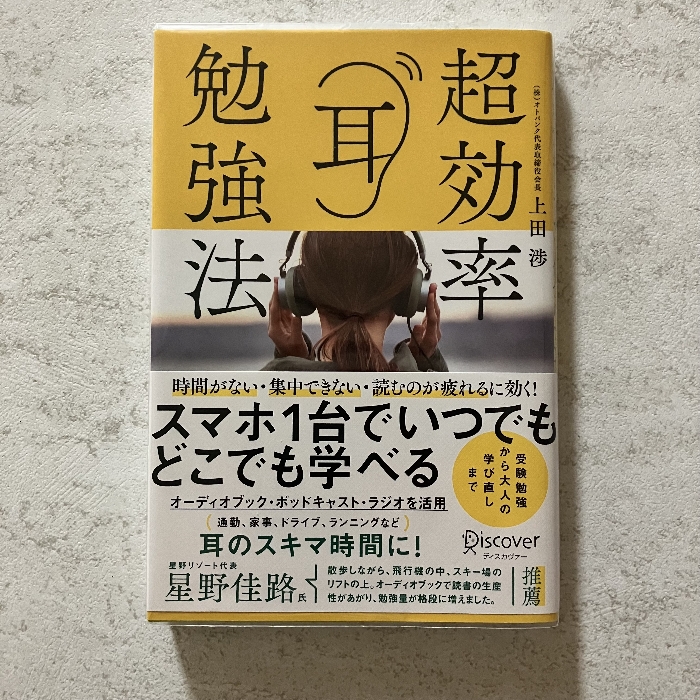 超効率
耳
勉強法
（株）オトバンク代表取締役会長
上田 渉
時間がない・集中できない・読むのが疲れるに効く！
スマホ1台でいつでも
どこでも学べる
受験勉強
から大人の
学び直し
まで
オーディオブック・ポッドキャスト・ラジオを活用
（通勤、家事、ドライブ、ランニングなど）
耳のスキマ時間に！
Discover
ディスカヴァー
星野リゾート代表
星野佳路氏
散歩しながら、飛行機の中、スキー場の
リフトの上。オーディオブックで読書の生産
性があがり、勉強量が格段に増えました。
推薦